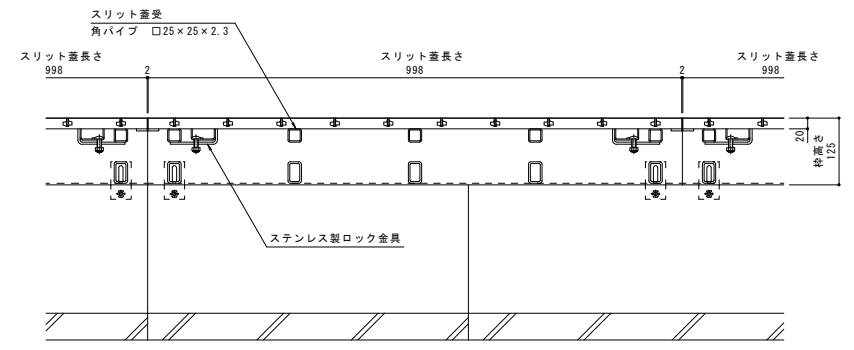 スリット蓋受
角パイプ □25×25×2.3
スリット蓋長さ
998
2
スリット蓋長さ
998
2
スリット蓋長さ
998
20
枠高さ
125
ステンレス製ロック金具